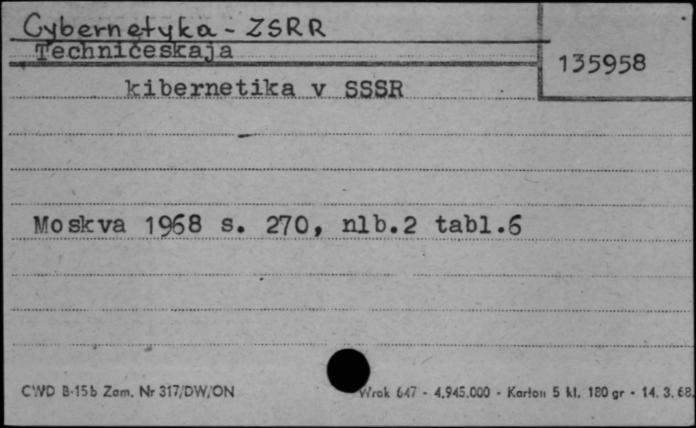 Cybernetyka - ZSRR
Techničeskaja
135958
kibernetika v SSSR
Moskva 1968 s. 270, nlb.2 tabl.6
CWD B-15b Zam. Nr 317/DW/ON
Wrak 647 - 4.945.000 - Karton 5 kl. 180 gr - 14. 3. 68.